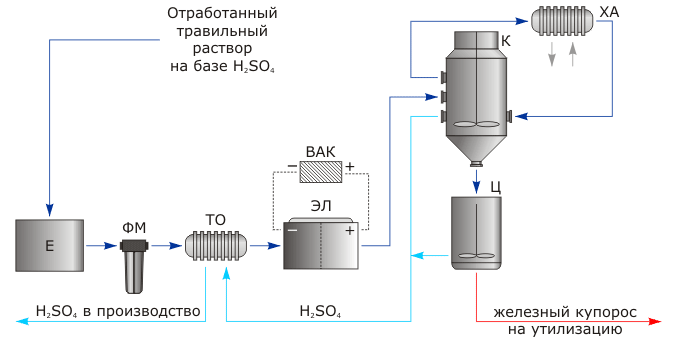 Отработанный
травильный
раствор
на базе H₂SO₄
ХА
К
ВАК
− +
Ц
ЭЛ
ФМ
ТО
− +
Е
H₂SO₄ в производство
H₂SO₄
железный купорос
на утилизацию